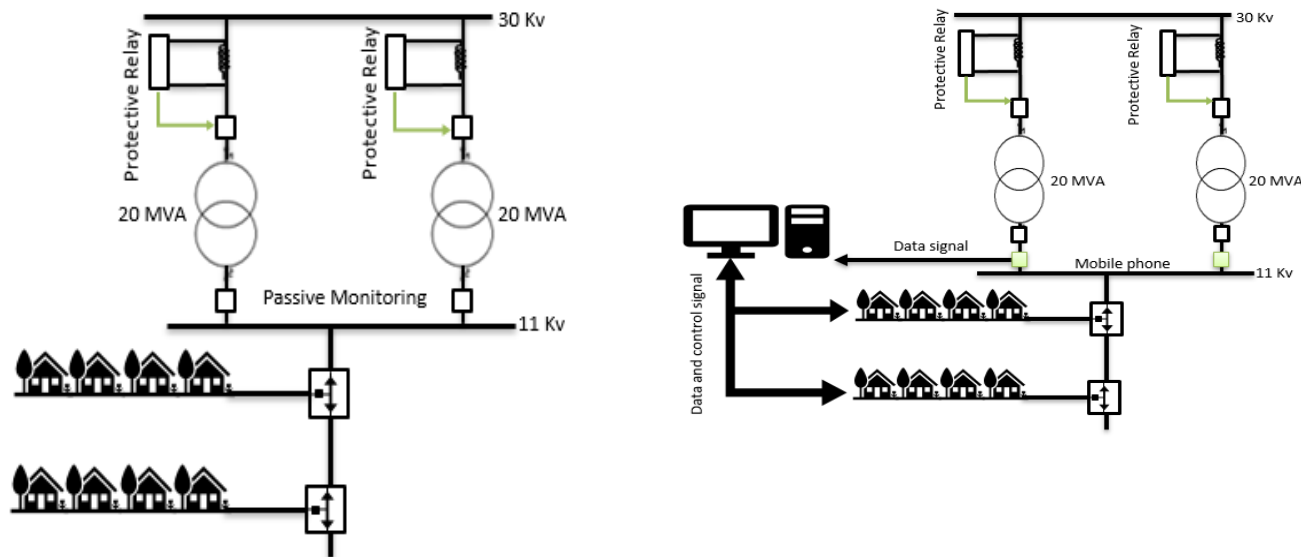 30 Kv
Protective Relay
Protective Relay
20 MVA
20 MVA
Passive Monitoring
11 Kv
30 Kv
Protective Relay
Protective Relay
20 MVA
20 MVA
Data signal
Mobile phone
11 Kv
Data and control signal